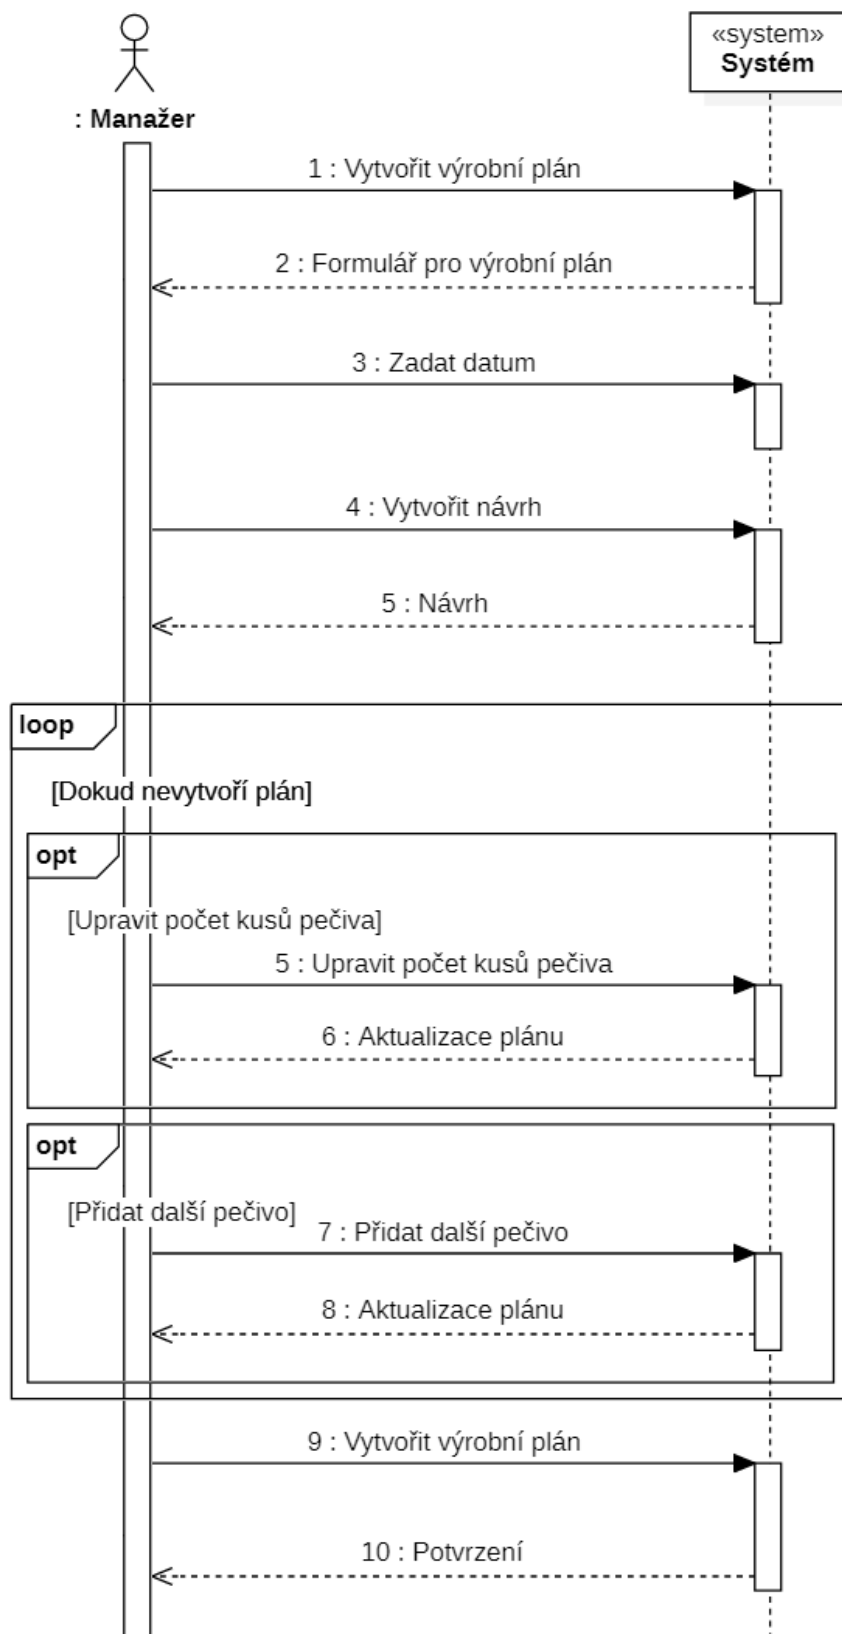 «system»
Systém
: Manažer
1 : Vytvořit výrobní plán
2 : Formulář pro výrobní plán
3 : Zadat datum
4 : Vytvořit návrh
5 : Návrh
loop
[Dokud nevytvoří plán]
opt
[Upravit počet kusů pečiva]
5 : Upravit počet kusů pečiva
6 : Aktualizace plánu
opt
[Přidat další pečivo]
7 : Přidat další pečivo
8 : Aktualizace plánu
9 : Vytvořit výrobní plán
10 : Potvrzení